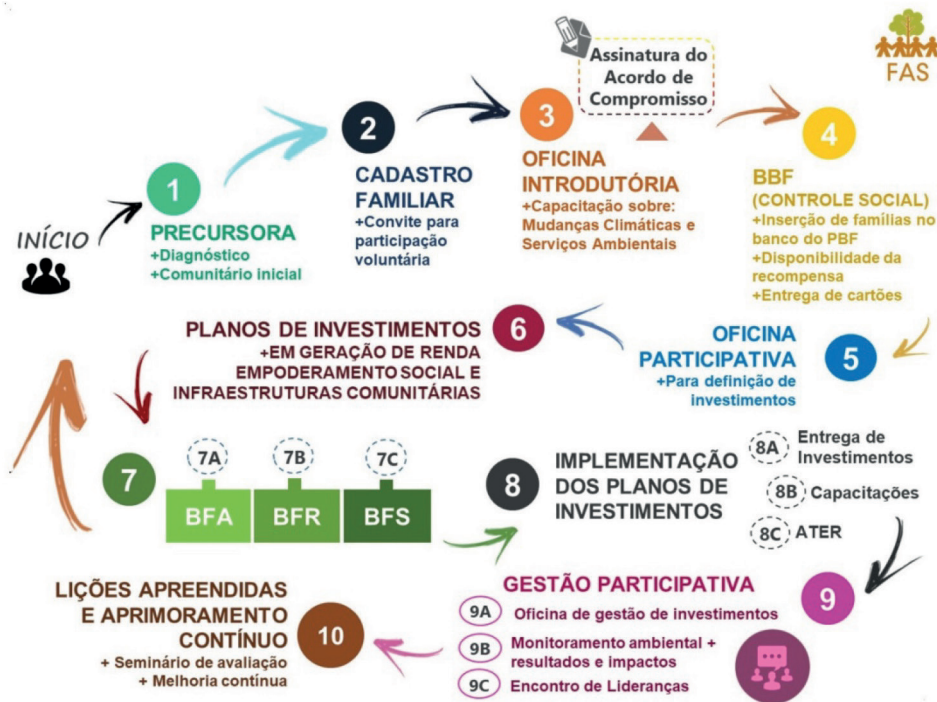 FAS
INÍCIO
1
PRECURSORA
+Diagnóstico
+Comunitário inicial
2
CADASTRO
FAMILIAR
+Convite para
participação
voluntária
3
Assinatura do
Acordo de
Compromisso
OFICINA
INTRODUTÓRIA
+Capacitação sobre:
Mudanças Climáticas e
Serviços Ambientais
4
BBF
(CONTROLE SOCIAL)
+Inserção de famílias no
banco do PBF
+Disponibilidade da
recompensa
+Entrega de cartões
5
OFICINA
PARTICIPATIVA
+Para definição de
investimentos
6
PLANOS DE INVESTIMENTOS
+EM GERAÇÃO DE RENDA
EMPODERAMENTO SOCIAL E
INFRAESTRUTURAS COMUNITÁRIAS
7
7A
BFA
7B
BFR
7C
BFS
8
IMPLEMENTAÇÃO
DOS PLANOS DE
INVESTIMENTOS
8A Entrega de
Investimentos
8B Capacitações
8C ATER
9
GESTÃO PARTICIPATIVA
9A Oficina de gestão de investimentos
9B Monitoramento ambiental +
resultados e impactos
9C Encontro de Lideranças
10
LIÇÕES APREENDIDAS
E APRIMORAMENTO
CONTÍNUO
+ Seminário de avaliação
+ Melhoria contínua